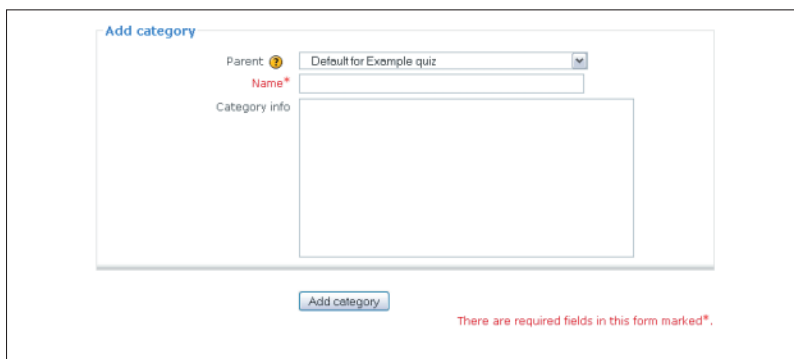 Add category
Parent ?
Default for Example quiz
Name*
Category info
Add category
There are required fields in this form marked*.